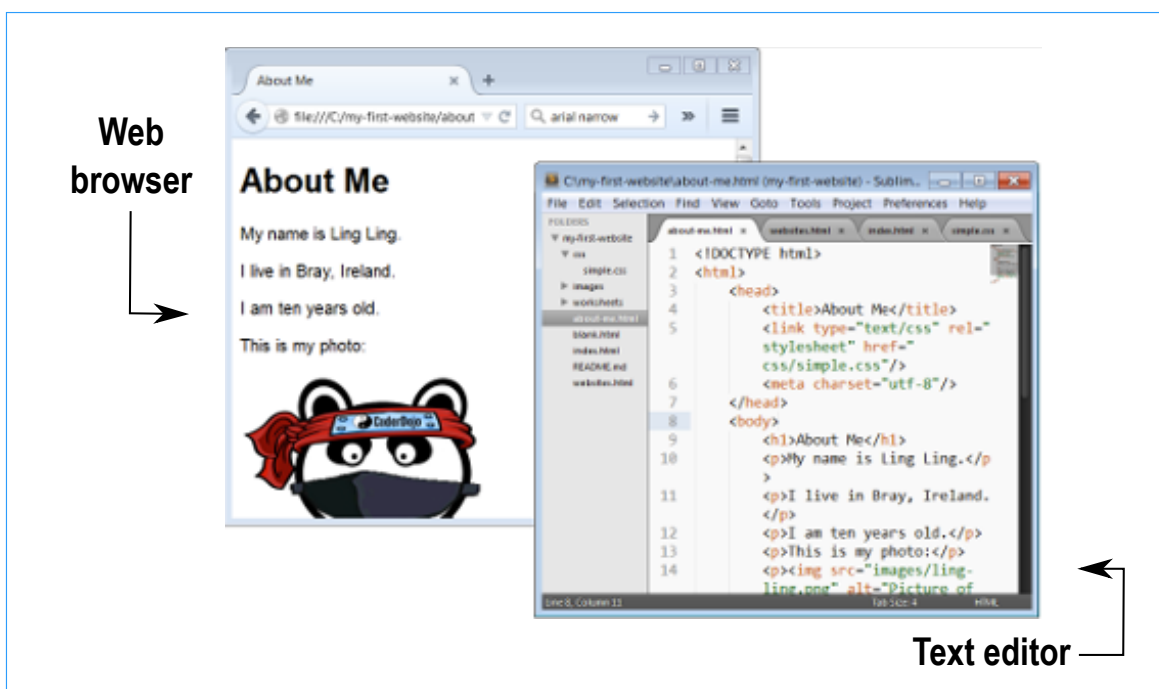 About Me
file:///C:/my-first-website/about
arial narrow
Web
browser
About Me
My name is Ling Ling.
I live in Bray, Ireland.
I am ten years old.
This is my photo:
CoderDojo
C:\my-first-website\about-me.html (my-first-website) - Sublim..
File Edit Selection Find View Goto Tools Project Preferences Help
FOLDERS
my-first-website
css
simple.css
images
worksheets
about-me.html
blank.html
index.html
README.md
websites.html
about-me.html
websites.html
index.html
simple.css
1 <!DOCTYPE html>
2 <html>
3 <head>
4 <title>About Me</title>
5 <link type="text/css" rel="
stylesheet" href="
css/simple.css"/>
6 <meta charset="utf-8"/>
7 </head>
8 <body>
9 <h1>About Me</h1>
10 <p>My name is Ling Ling.</p
>
11 <p>I live in Bray, Ireland.
</p>
12 <p>I am ten years old.</p>
13 <p>This is my photo:</p>
14 <p><img src="images/ling-
ling.png" alt="Picture of
Line 8, Column 11
Tab Size: 4
HTML
Text editor